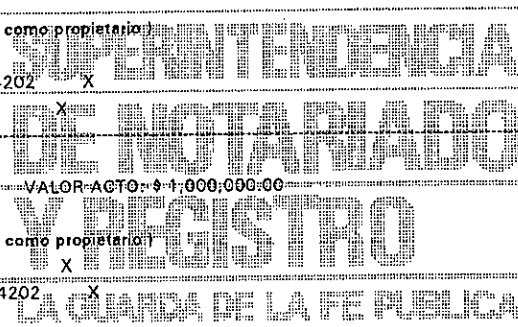 como propietario )
SUPERINTENDENCIA
4202 X
X
DE NOTARIADO
VALOR ACTO: $ 1,000,000.00
Y REGISTRO
como propietario )
X
4202 X
LA GUARDA DE LA FE PUBLICA